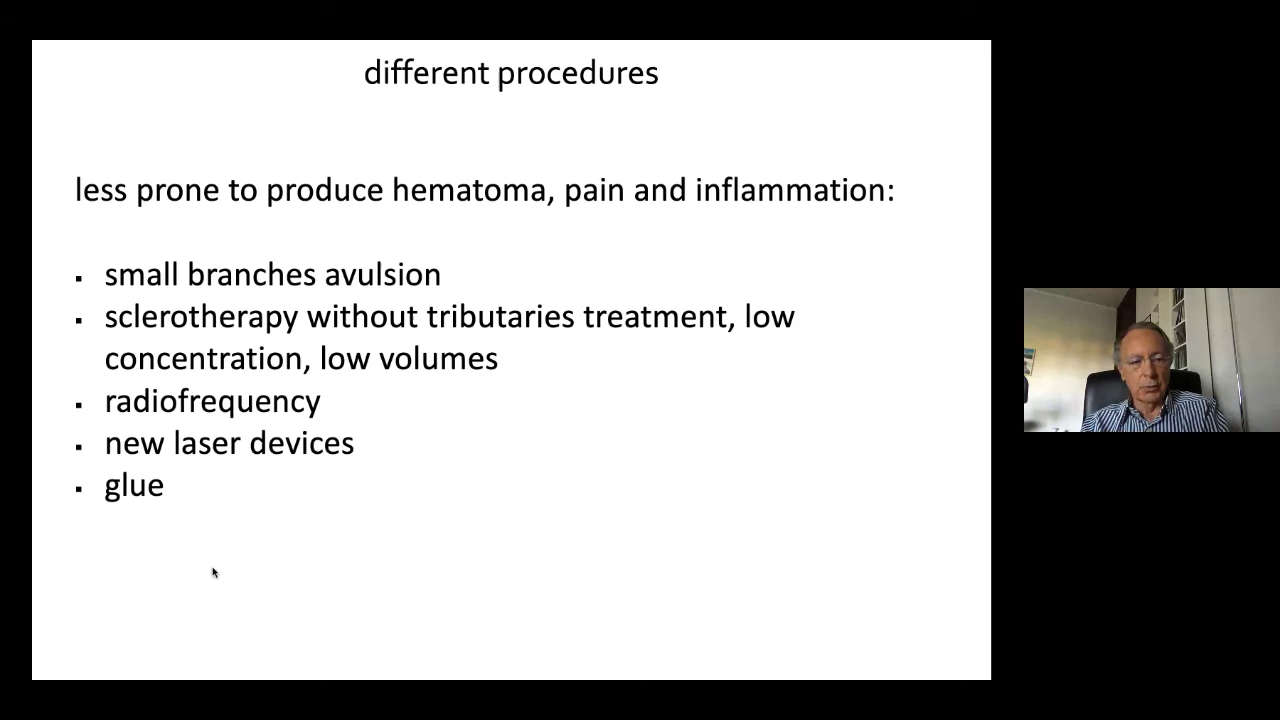 different procedures
less prone to produce hematoma, pain and inflammation:
▪ small branches avulsion
▪ sclerotherapy without tributaries treatment, low
concentration, low volumes
▪ radiofrequency
▪ new laser devices
▪ glue